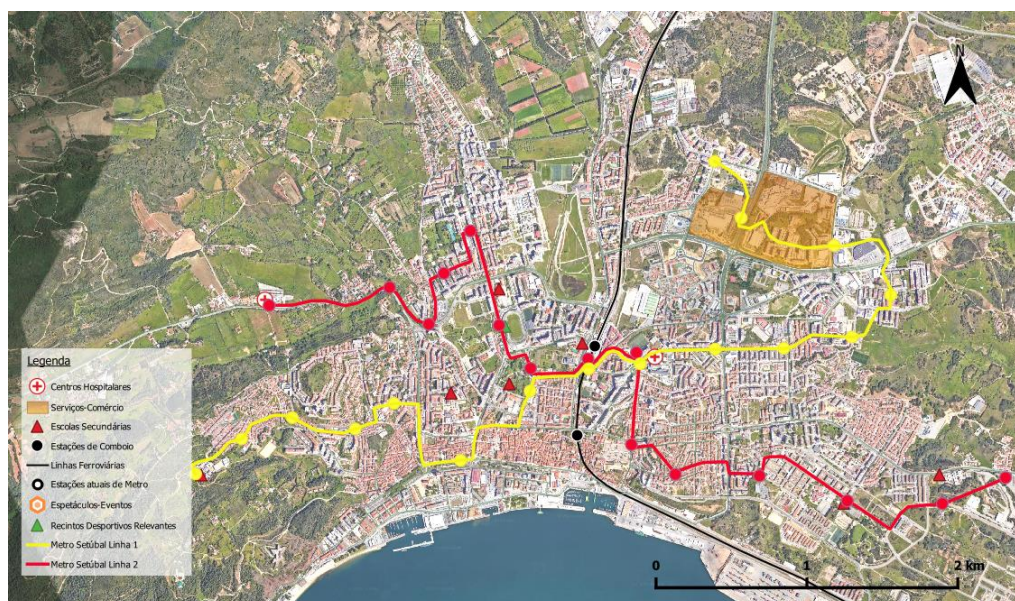 N
Legenda
Centros Hospitalares
Serviços-Comércio
Escolas Secundárias
Estações de Comboio
Linhas Ferroviárias
Estações atuais de Metro
Espetáculos-Eventos
Recintos Desportivos Relevantes
Metro Setúbal Linha 1
Metro Setúbal Linha 2
0 1 2 km